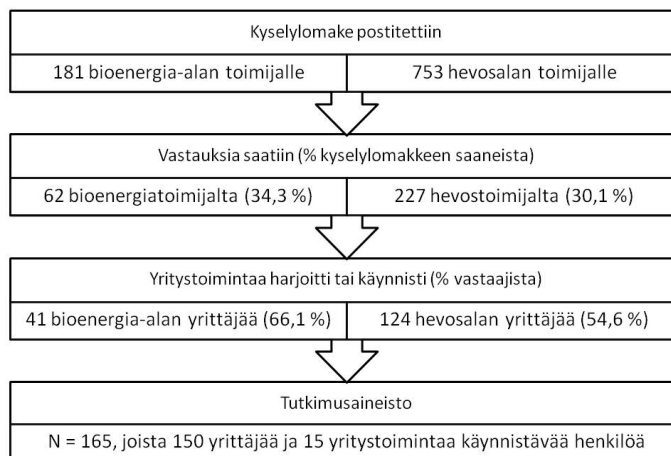 Kyselylomake postitettiin
181 bioenergia-alan toimijalle 753 hevosalan toimijalle
Vastauksia saatiin (% kyselylomakkeen saaneista)
62 bioenergiatoimijalta (34,3 %) 227 hevostoimijalta (30,1 %)
Yritystoimintaa harjoitti tai käynnisti (% vastaajista)
41 bioenergia-alan yrittäjää (66,1 %) 124 hevosalan yrittäjää (54,6 %)
Tutkimusaineisto
N = 165, joista 150 yrittäjää ja 15 yritystoimintaa käynnistävää henkilöä